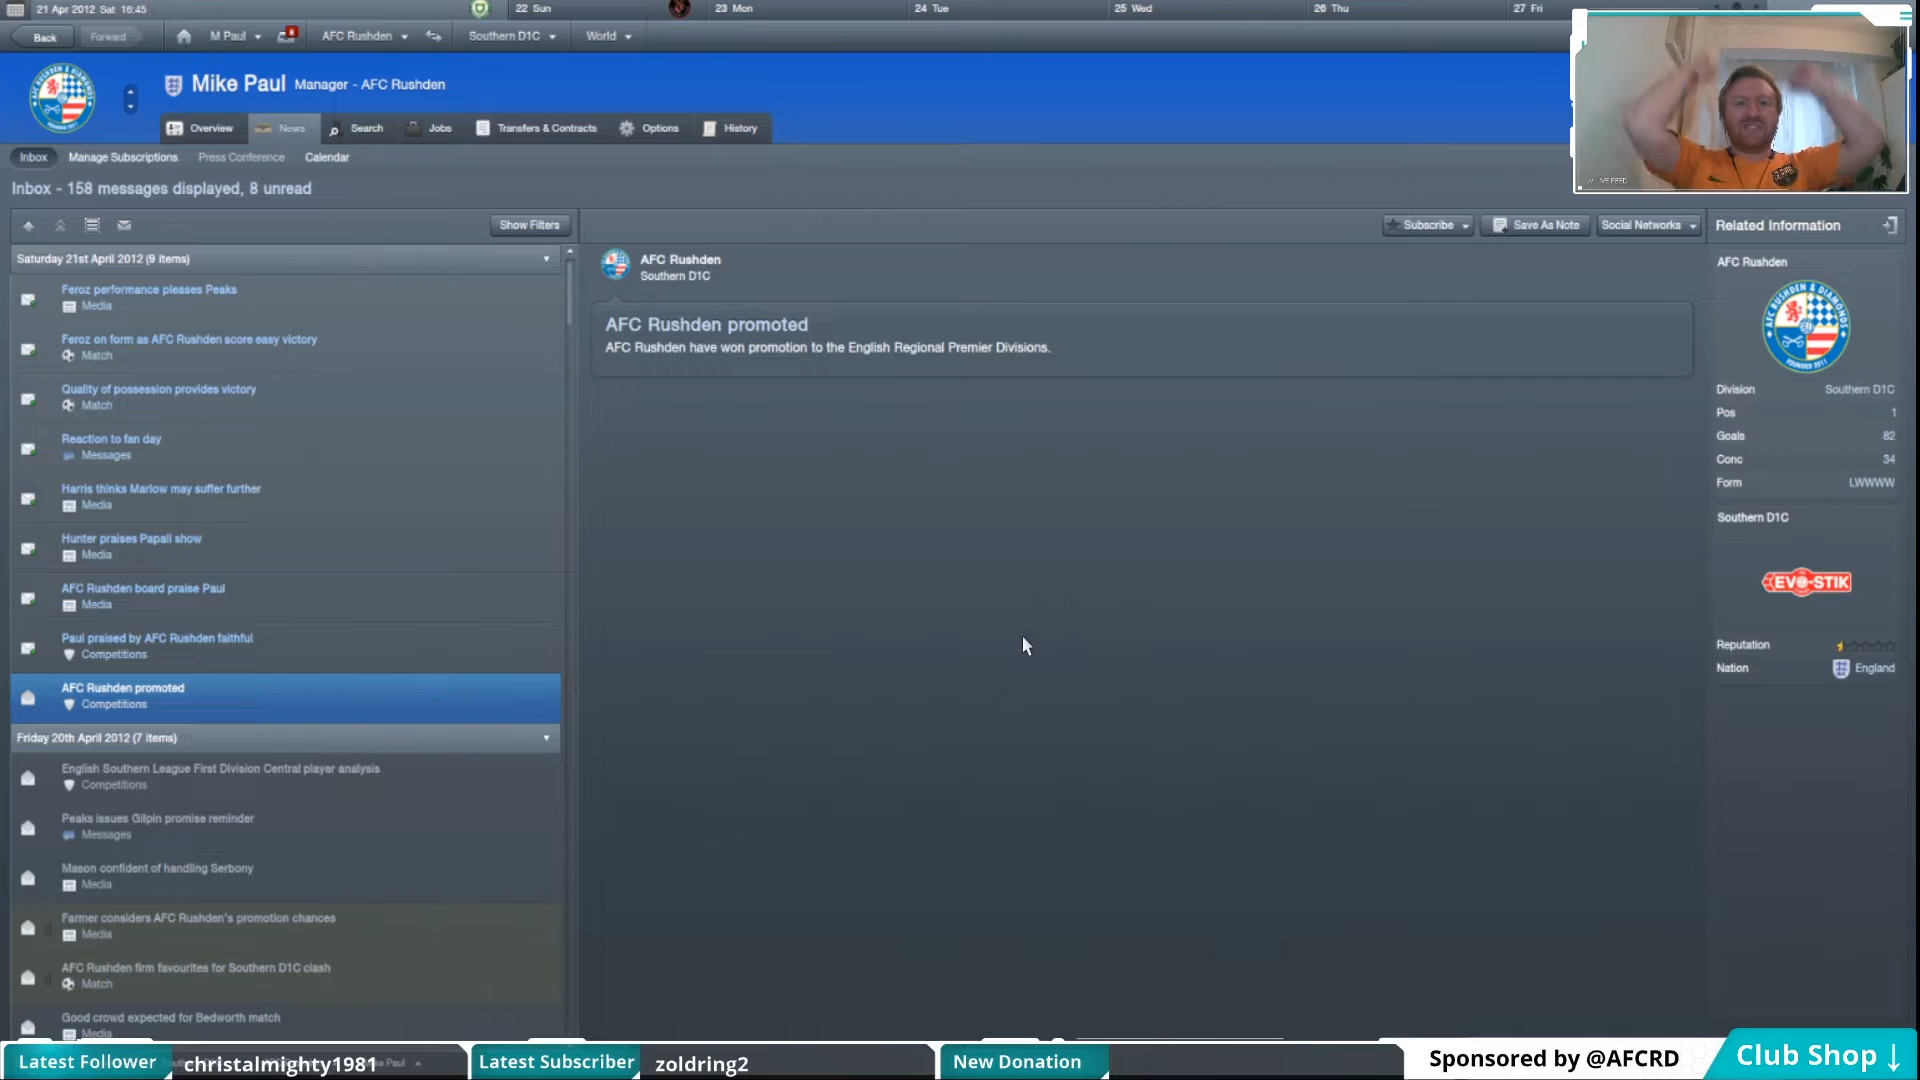 21 Apr 2012 Sat 16:45
22 Sun
23 Mon
24 Tue
25 Wed
26 Thu
27 Fri
Back
Forward
M Paul
AFC Rushden
Southern D1C
World
Mike Paul Manager - AFC Rushden
Overview
News
Search
Jobs
Transfers & Contracts
Options
History
Inbox
Manage Subscriptions
Press Conference
Calendar
Inbox - 158 messages displayed, 8 unread
Show Filters
Subscribe
Save As Note
Social Networks
Related Information
Saturday 21st April 2012 (9 items)
Feroz performance pleases Peaks
Media
Feroz on form as AFC Rushden score easy victory
Match
Quality of possession provides victory
Match
Reaction to fan day
Messages
Harris thinks Marlow may suffer further
Media
Hunter praises Papali show
Media
AFC Rushden board praise Paul
Media
Paul praised by AFC Rushden faithful
Competitions
AFC Rushden promoted
Competitions
Friday 20th April 2012 (7 items)
English Southern League First Division Central player analysis
Competitions
Peaks issues Gilpin promise reminder
Messages
Mason confident of handling Serbony
Media
Farmer considers AFC Rushden's promotion chances
Media
AFC Rushden firm favourites for Southern D1C clash
Match
Good crowd expected for Bedworth match
Media
AFC Rushden
Southern D1C
AFC Rushden promoted
AFC Rushden have won promotion to the English Regional Premier Divisions.
AFC Rushden
AFC RUSHDEN & DIAMONDS
FOUNDED 2011
Division Southern D1C
Pos 1
Goals 82
Conc 34
Form LWWWW
Southern D1C
EVO-STIK
Reputation
Nation England
Latest Follower
christalmighty1981
Latest Subscriber
zoldring2
New Donation
Sponsored by @AFCRD
Club Shop ↓